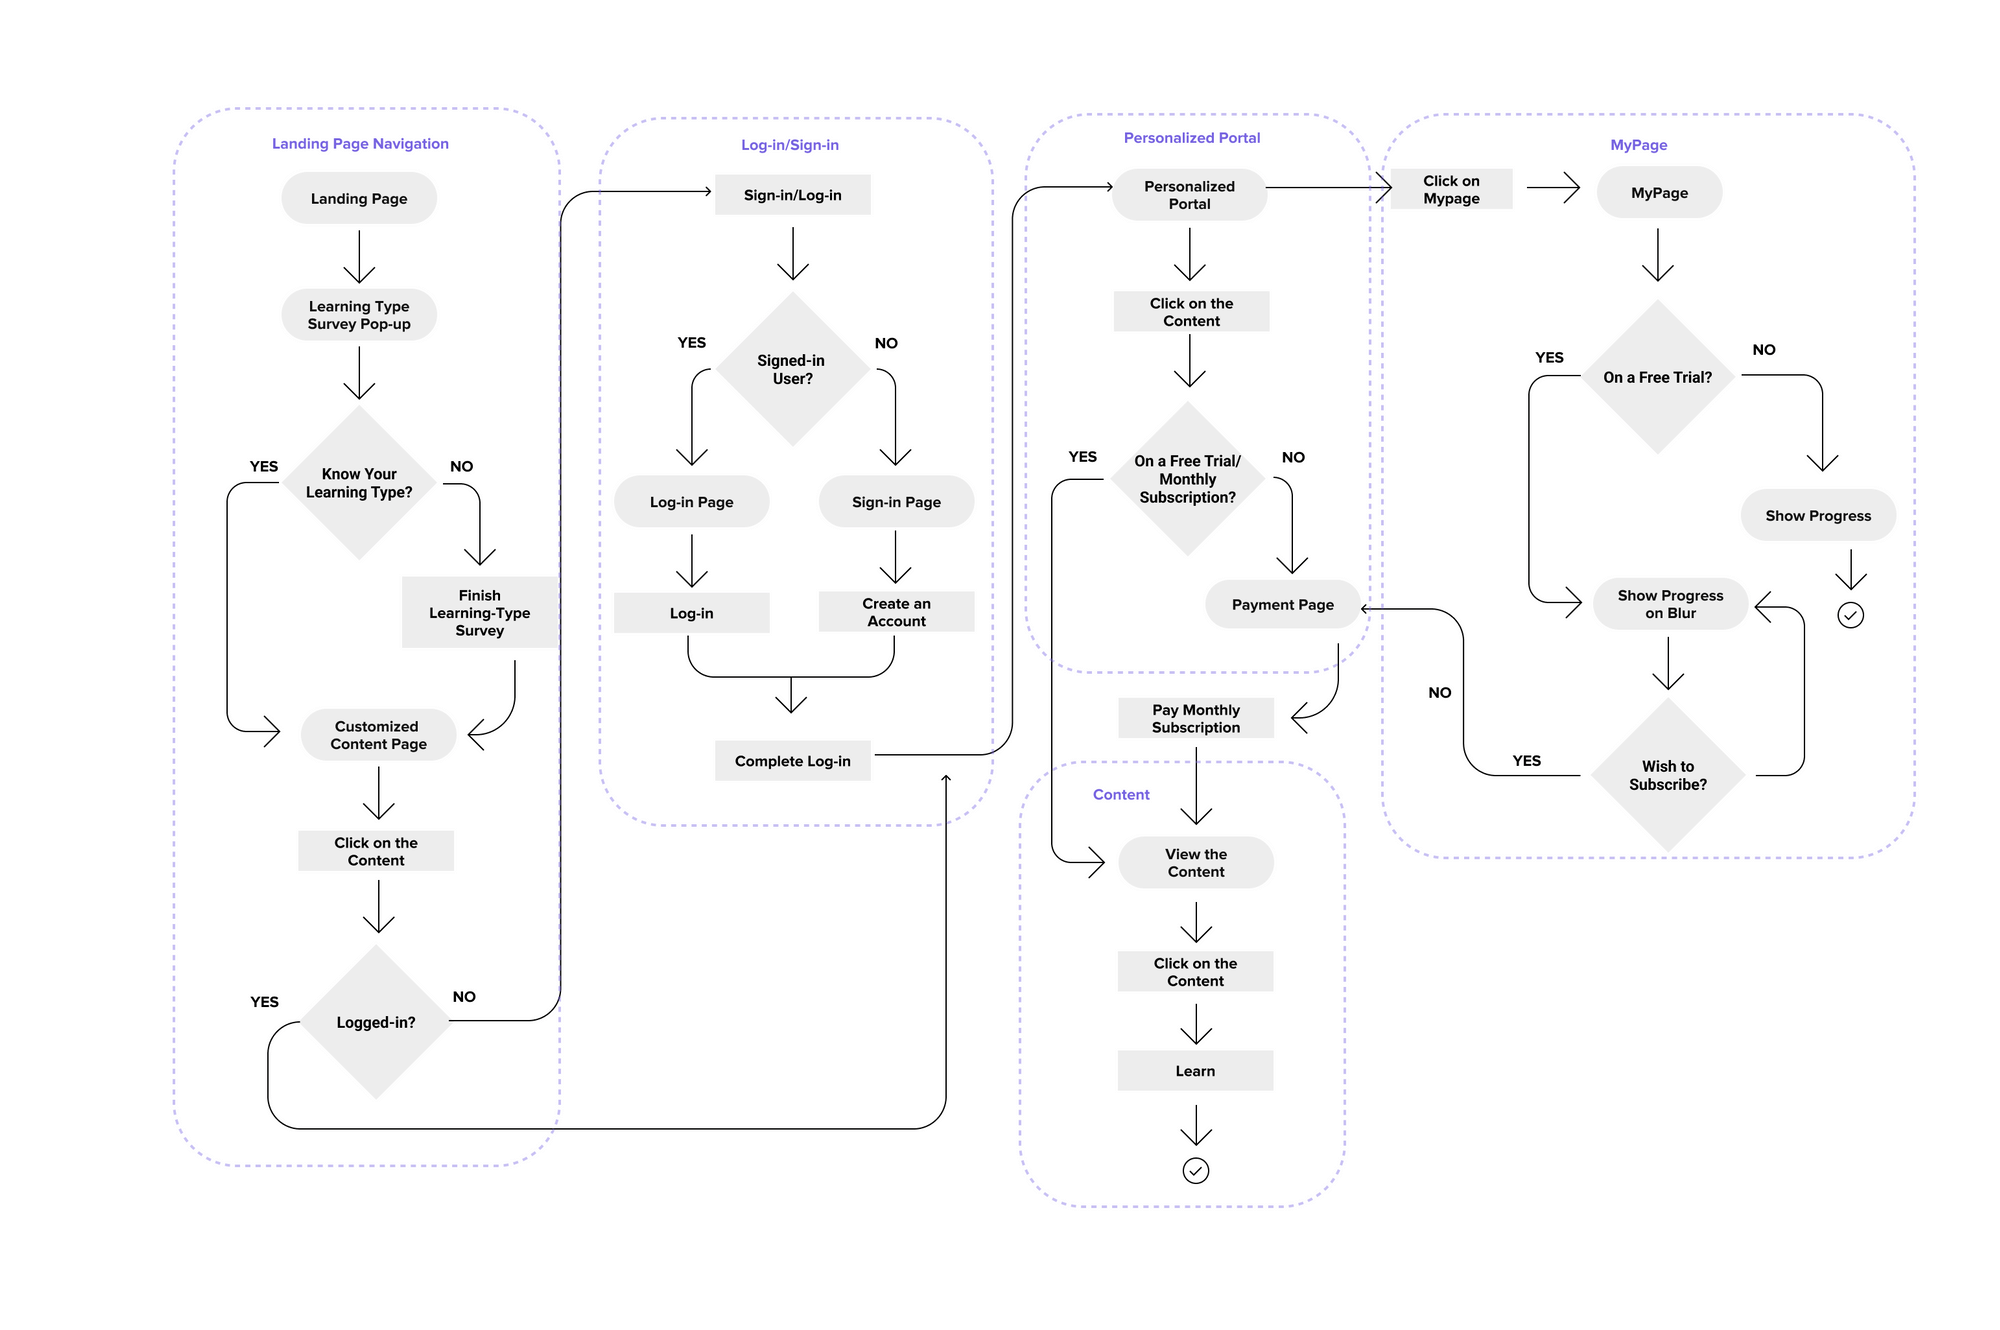 Landing Page Navigation
Landing Page
Learning Type
Survey Pop-up
YES
NO
Know Your
Learning Type?
Finish
Learning-Type
Survey
Customized
Content Page
Click on the
Content
YES
NO
Logged-in?
Log-in/Sign-in
Sign-in/Log-in
YES
NO
Signed-in
User?
Log-in Page
Sign-in Page
Log-in
Create an
Account
Complete Log-in
Personalized Portal
Personalized
Portal
Click on the
Content
YES
NO
On a Free Trial/
Monthly
Subscription?
Payment Page
Pay Monthly
Subscription
Content
View the
Content
Click on the
Content
Learn
MyPage
Click on
Mypage
MyPage
YES
NO
On a Free Trial?
Show Progress
Show Progress
on Blur
NO
YES
Wish to
Subscribe?